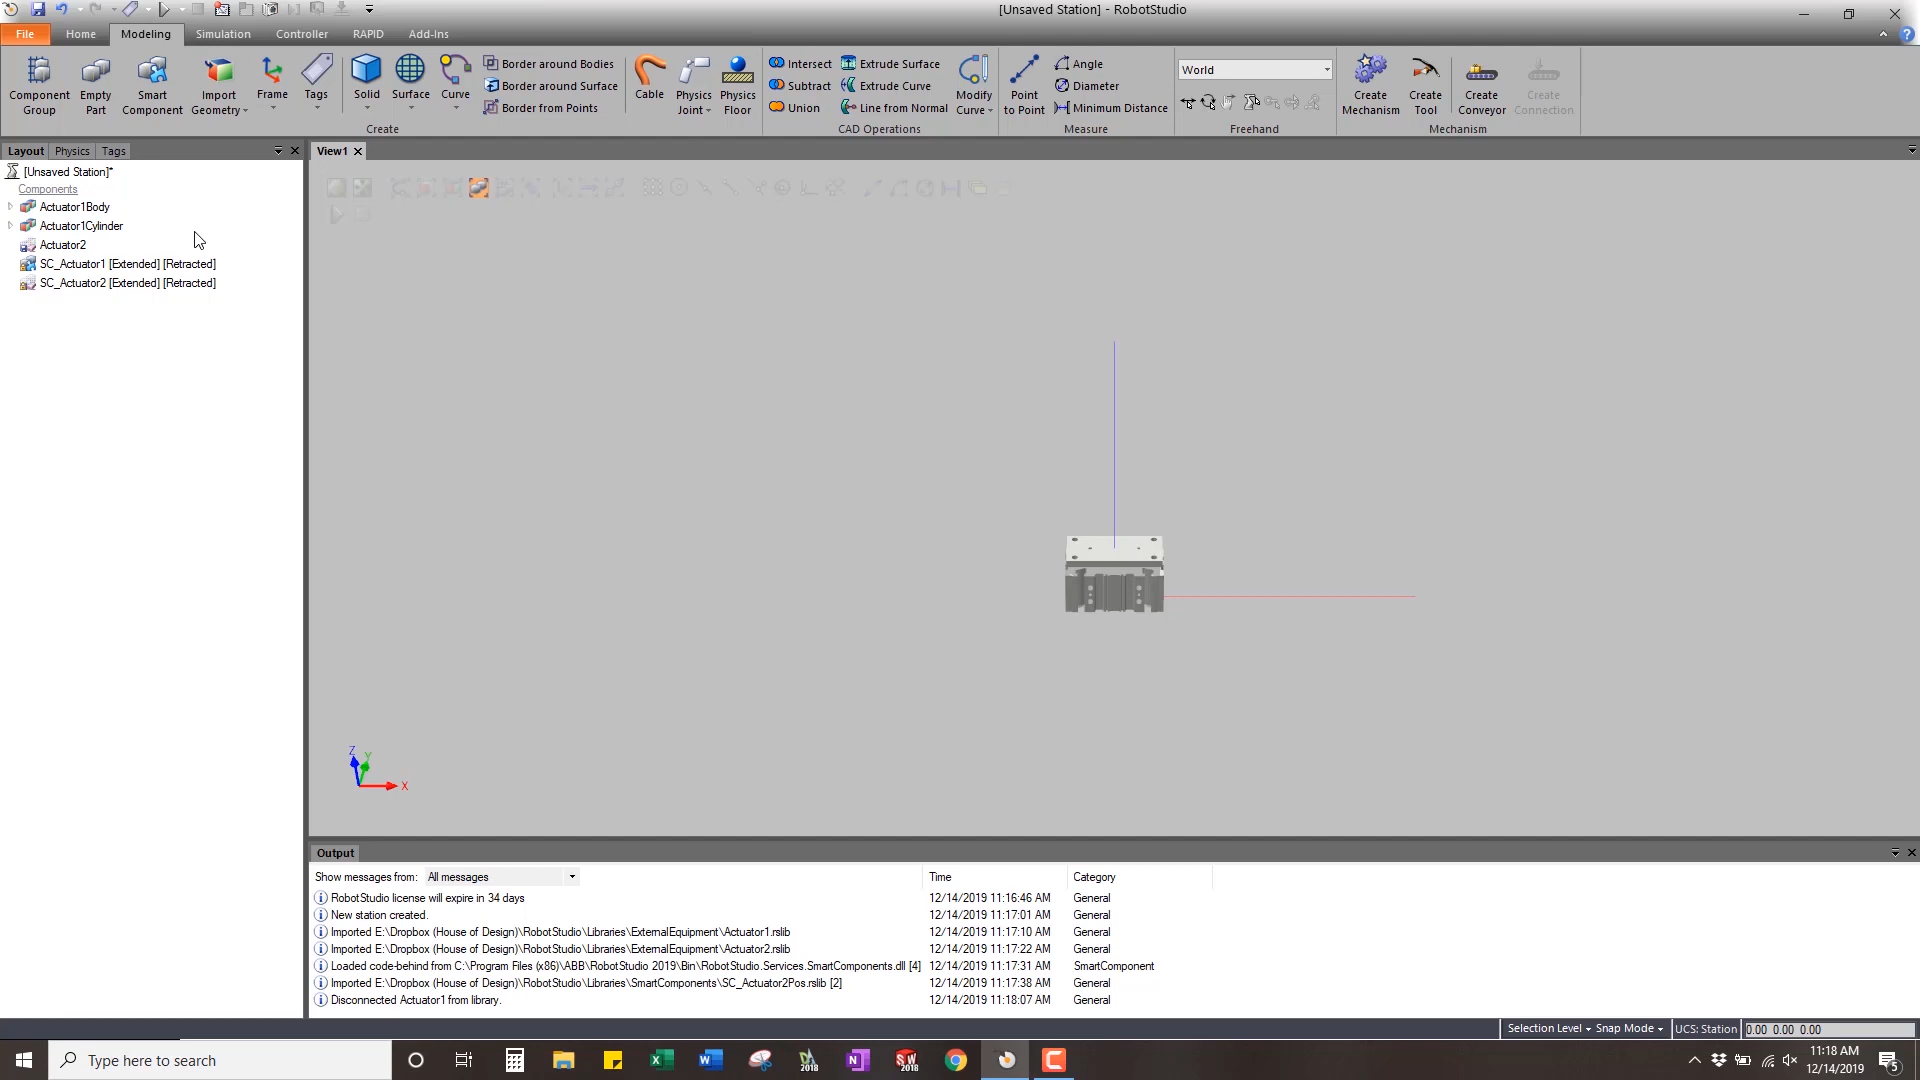 [Unsaved Station] - RobotStudio
File Home Modeling Simulation Controller RAPID Add-Ins
Component Group
Empty Part
Smart Component
Import Geometry
Frame
Tags
Solid
Surface
Curve
Border around Bodies
Border around Surface
Border from Points
Create
Cable
Physics Joint
Physics Floor
Intersect
Subtract
Union
Extrude Surface
Extrude Curve
Line from Normal
Modify Curve
CAD Operations
Point to Point
Angle
Diameter
Minimum Distance
Measure
World
Freehand
Create Mechanism
Create Tool
Create Conveyor
Create Connection
Mechanism
Layout Physics Tags
View1
[Unsaved Station]*
Components
Actuator1Body
Actuator1Cylinder
Actuator2
SC_Actuator1 [Extended] [Retracted]
SC_Actuator2 [Extended] [Retracted]
Z
Y
X
Output
Show messages from: All messages Time Category
RobotStudio license will expire in 34 days 12/14/2019 11:16:46 AM General
New station created. 12/14/2019 11:17:01 AM General
Imported E:\Dropbox (House of Design)\RobotStudio\Libraries\ExternalEquipment\Actuator1.rslib 12/14/2019 11:17:10 AM General
Imported E:\Dropbox (House of Design)\RobotStudio\Libraries\ExternalEquipment\Actuator2.rslib 12/14/2019 11:17:22 AM General
Loaded code-behind from C:\Program Files (x86)\ABB\RobotStudio 2019\Bin\RobotStudio.Services.SmartComponents.dll [4] 12/14/2019 11:17:31 AM SmartComponent
Imported E:\Dropbox (House of Design)\RobotStudio\Libraries\SmartComponents\SC_Actuator2Pos.rslib [2] 12/14/2019 11:17:38 AM General
Disconnected Actuator1 from library. 12/14/2019 11:18:07 AM General
Selection Level Snap Mode UCS: Station 0.00 0.00 0.00
Type here to search
2018
2018
11:18 AM
12/14/2019
5